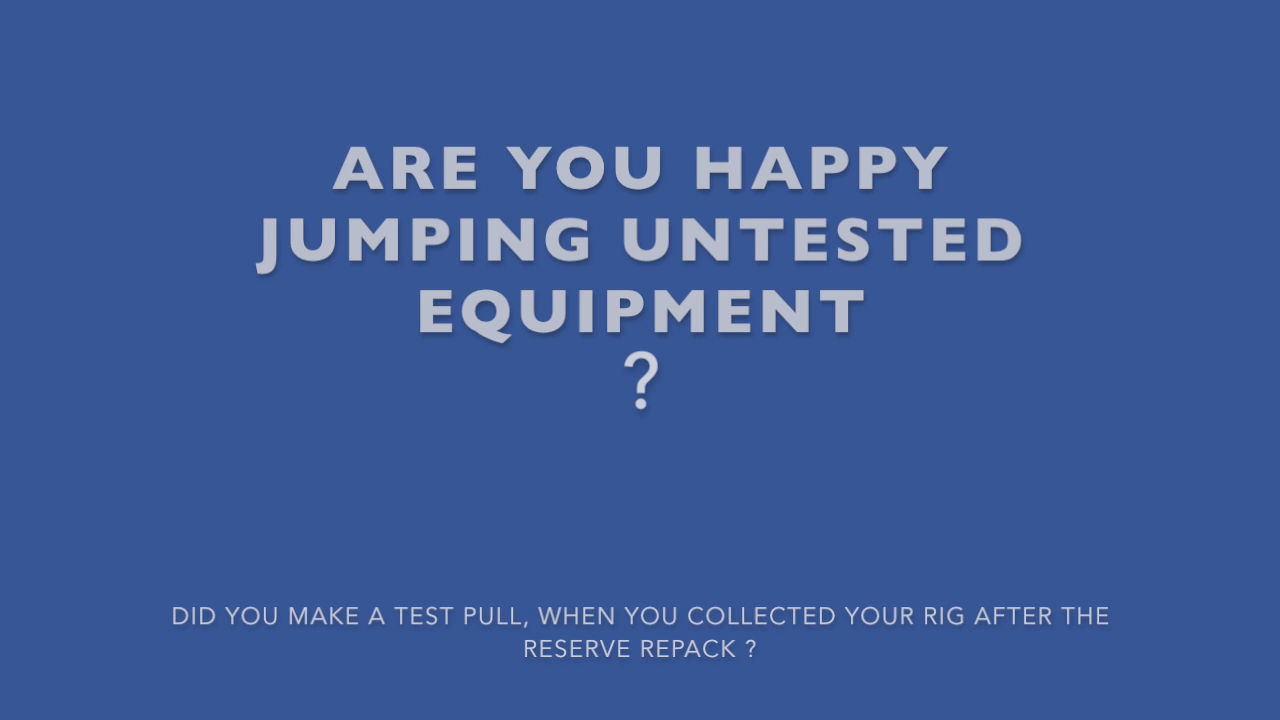 ARE YOU HAPPY
JUMPING UNTESTED
EQUIPMENT
?
DID YOU MAKE A TEST PULL, WHEN YOU COLLECTED YOUR RIG AFTER THE
RESERVE REPACK ?